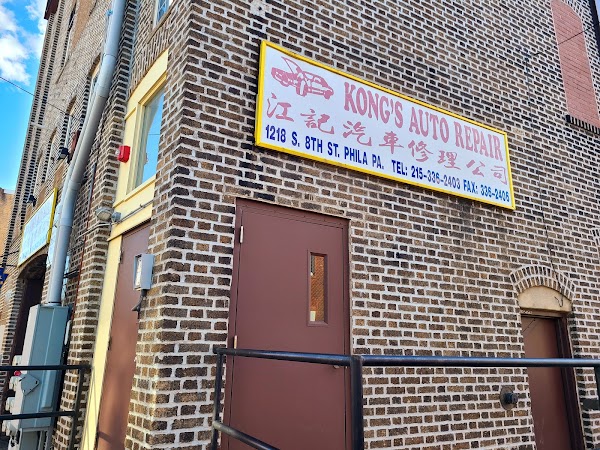 KONG'S AUTO REPAIR
江記汽車修理公司
1218 S. 8TH ST. PHILA PA. TEL: 215-336-2403 FAX: 336-2406